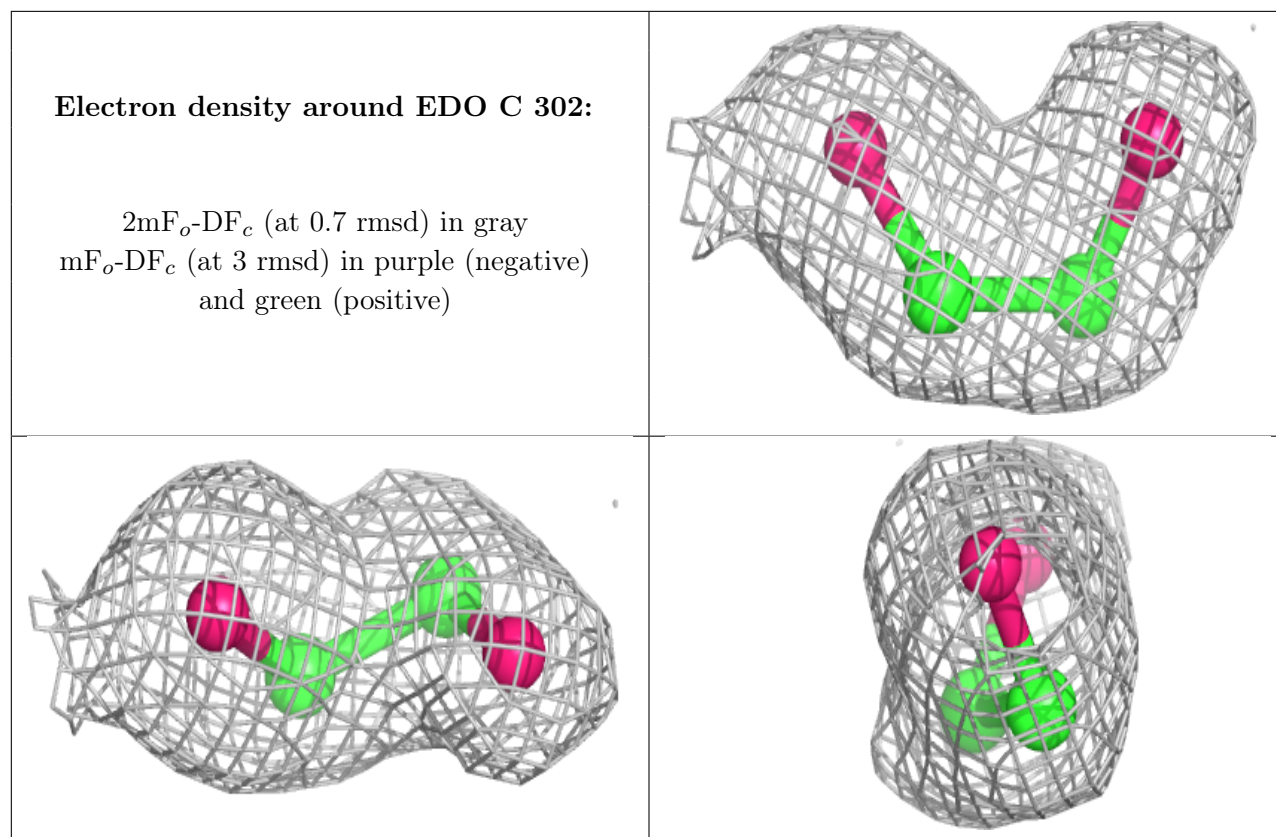 Electron density around EDO C 302:
2mFₒ-DF𝒸 (at 0.7 rmsd) in gray
mFₒ-DF𝒸 (at 3 rmsd) in purple (negative)
and green (positive)